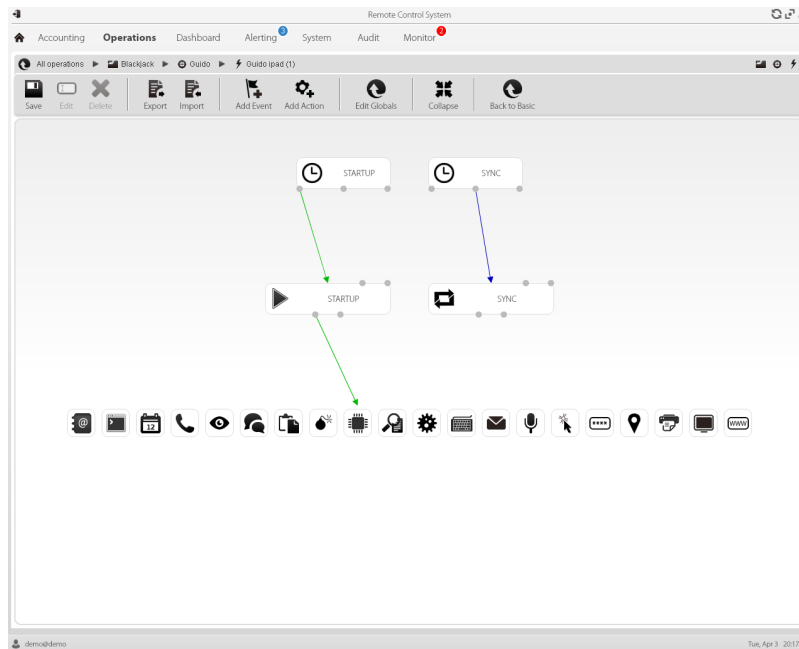 Remote Control System
Accounting Operations Dashboard Alerting 3 System Audit Monitor 2
All operations Blackjack Guido Guido ipad (1)
Save Edit Delete Export Import Add Event Add Action Edit Globals Collapse Back to Basic
STARTUP SYNC
STARTUP SYNC
@ 12 **** WWW
demo@demo Tue, Apr 3 20:17